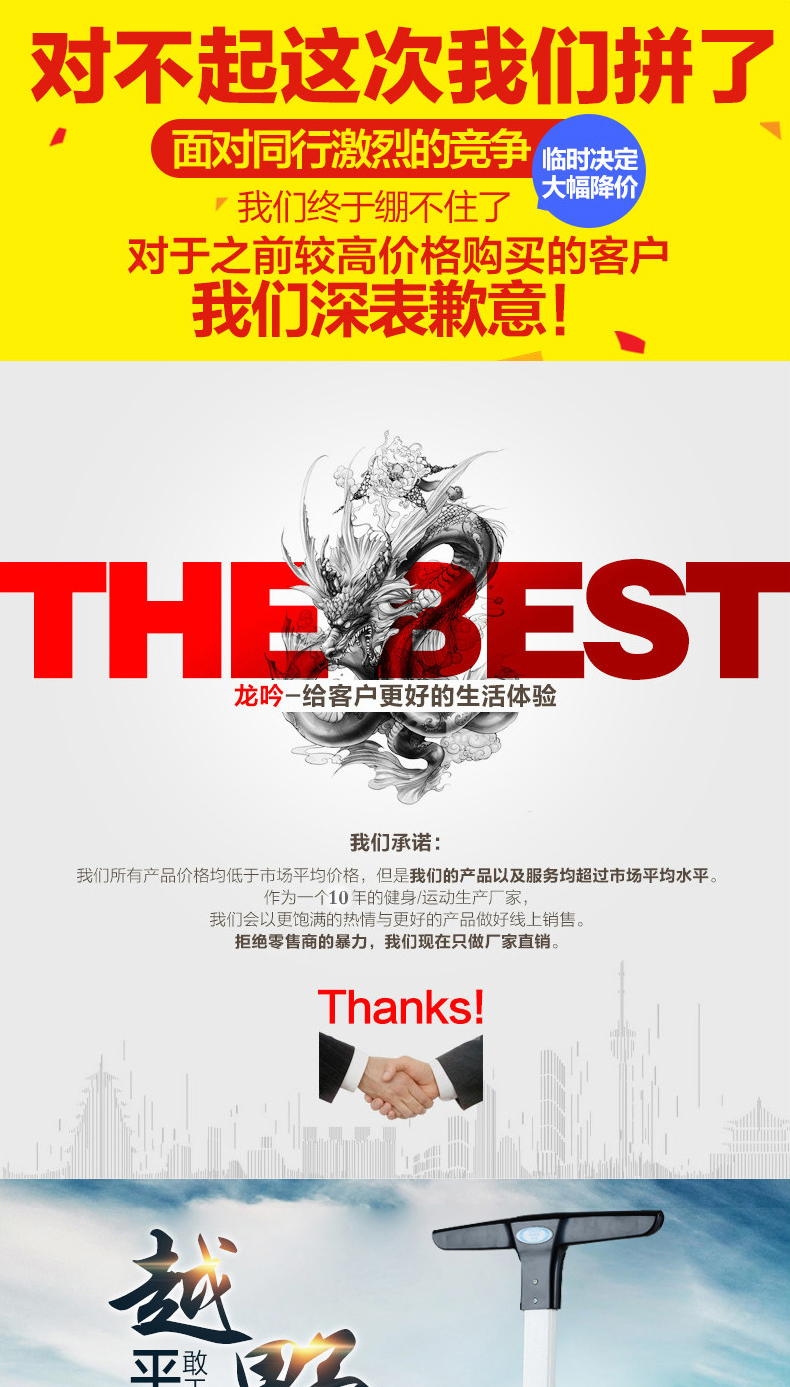 对不起这次我们拼了
面对同行激烈的竞争
临时决定
大幅降价
我们终于绷不住了
对于之前较高价格购买的客户
我们深表歉意！
THE BEST
龙吟-给客户更好的生活体验
我们承诺：
我们所有产品价格均低于市场平均价格，但是我们的产品以及服务均超过市场平均水平。
作为一个10年的健身/运动生产厂家，
我们会以更饱满的热情与更好的产品做好线上销售。
拒绝零售商的暴力，我们现在只做厂家直销。
Thanks!
越
野
平
敢